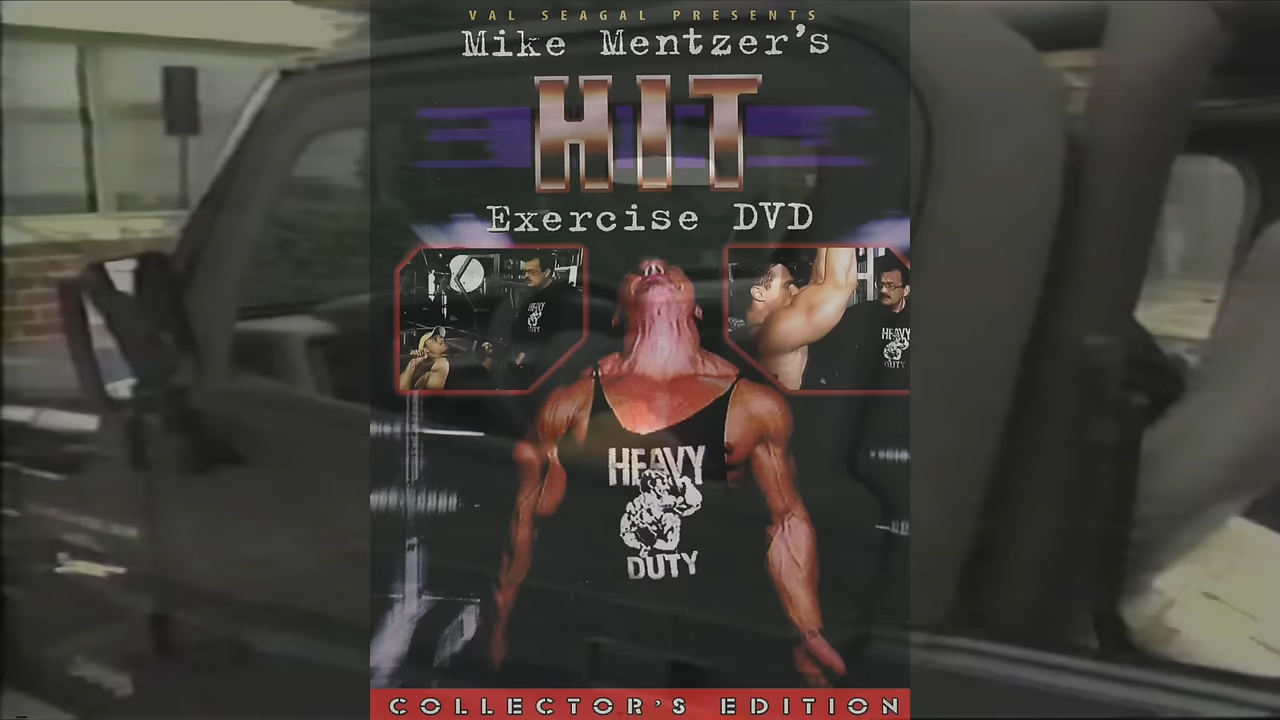 VAL SEAGAL PRESENTS
Mike Mentzer's
HIT
Exercise DVD
HEAVY
DUTY
HEAVY
DUTY
HEAVY
DUTY
COLLECTOR'S EDITION